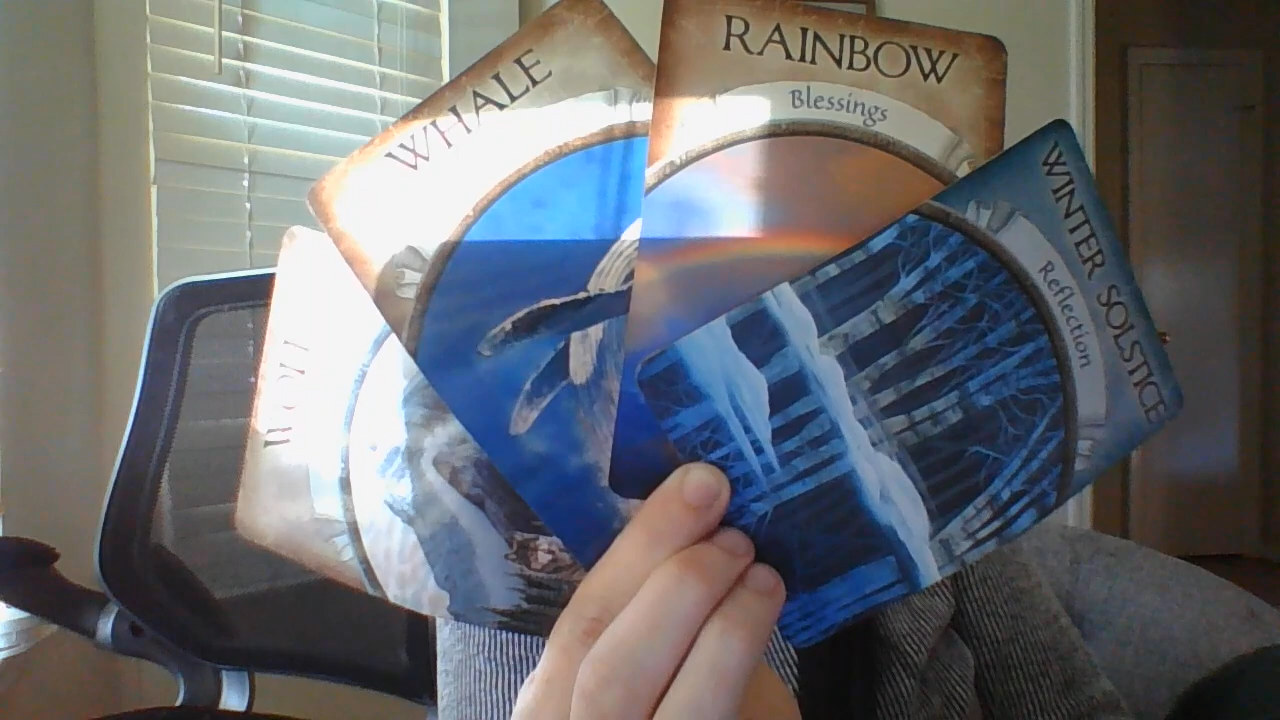 WHALE
RAINBOW
Blessings
WINTER SOLSTICE
Reflection